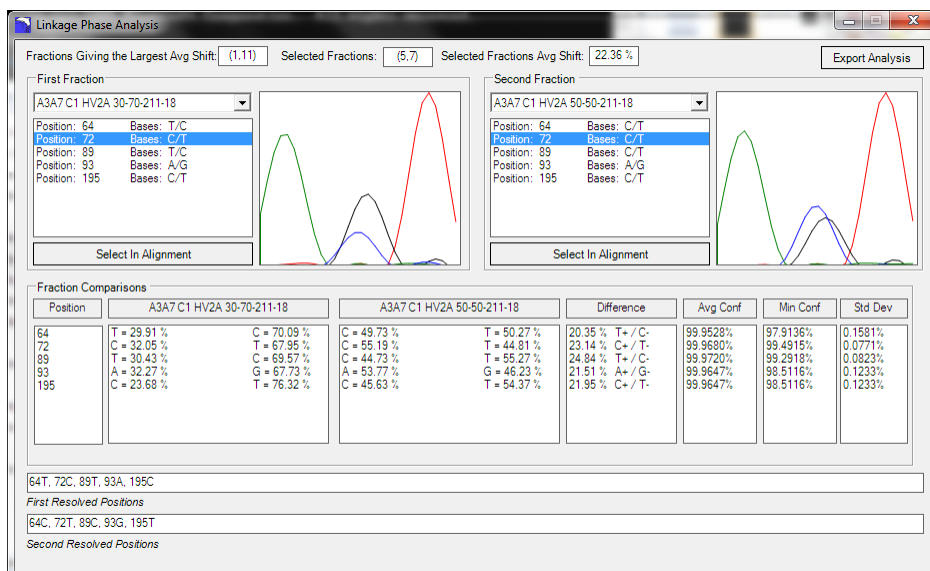 Linkage Phase Analysis
Fractions Giving the Largest Avg Shift: (1,11) Selected Fractions: (5,7) Selected Fractions Avg Shift: 22.36 % Export Analysis
First Fraction
A3A7 C1 HV2A 30-70-211-18
Position: 64 Bases: T/C
Position: 72 Bases: C/T
Position: 89 Bases: T/C
Position: 93 Bases: A/G
Position: 195 Bases: C/T
Select In Alignment
Second Fraction
A3A7 C1 HV2A 50-50-211-18
Position: 64 Bases: C/T
Position: 72 Bases: C/T
Position: 89 Bases: C/T
Position: 93 Bases: A/G
Position: 195 Bases: C/T
Select In Alignment
Fraction Comparisons
Position A3A7 C1 HV2A 30-70-211-18 A3A7 C1 HV2A 50-50-211-18 Difference Avg Conf Min Conf Std Dev
64 T = 29.91 % C = 70.09 % C = 49.73 % T = 50.27 % 20.35 % T+ / C- 99.9528% 97.9136% 0.1581%
72 C = 32.05 % T = 67.95 % C = 55.19 % T = 44.81 % 23.14 % C+ / T- 99.9680% 99.4915% 0.0771%
89 T = 30.43 % C = 69.57 % C = 44.73 % T = 55.27 % 24.84 % T+ / C- 99.9720% 99.2918% 0.0823%
93 A = 32.27 % G = 67.73 % A = 53.77 % G = 46.23 % 21.51 % A+ / G- 99.9647% 98.5116% 0.1233%
195 C = 23.68 % T = 76.32 % C = 45.63 % T = 54.37 % 21.95 % C+ / T- 99.9647% 98.5116% 0.1233%
64T, 72C, 89T, 93A, 195C
First Resolved Positions
64C, 72T, 89C, 93G, 195T
Second Resolved Positions